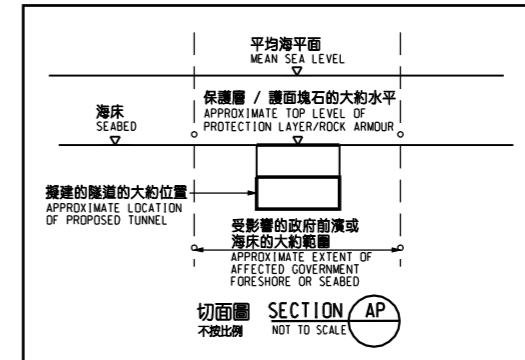 平均海平面
MEAN SEA LEVEL
保護層 / 護面塊石的大約水平
APPROXIMATE TOP LEVEL OF
PROTECTION LAYER/ROCK ARMOUR
海床
SEABED
擬建的隧道的大約位置
APPROXIMATE LOCATION
OF PROPOSED TUNNEL
受影響的政府前濱或
海床的大約範圍
APPROXIMATE EXTENT OF
AFFECTED GOVERNMENT
FORESHORE OR SEABED
切面圖 SECTION AP
不按比例 NOT TO SCALE